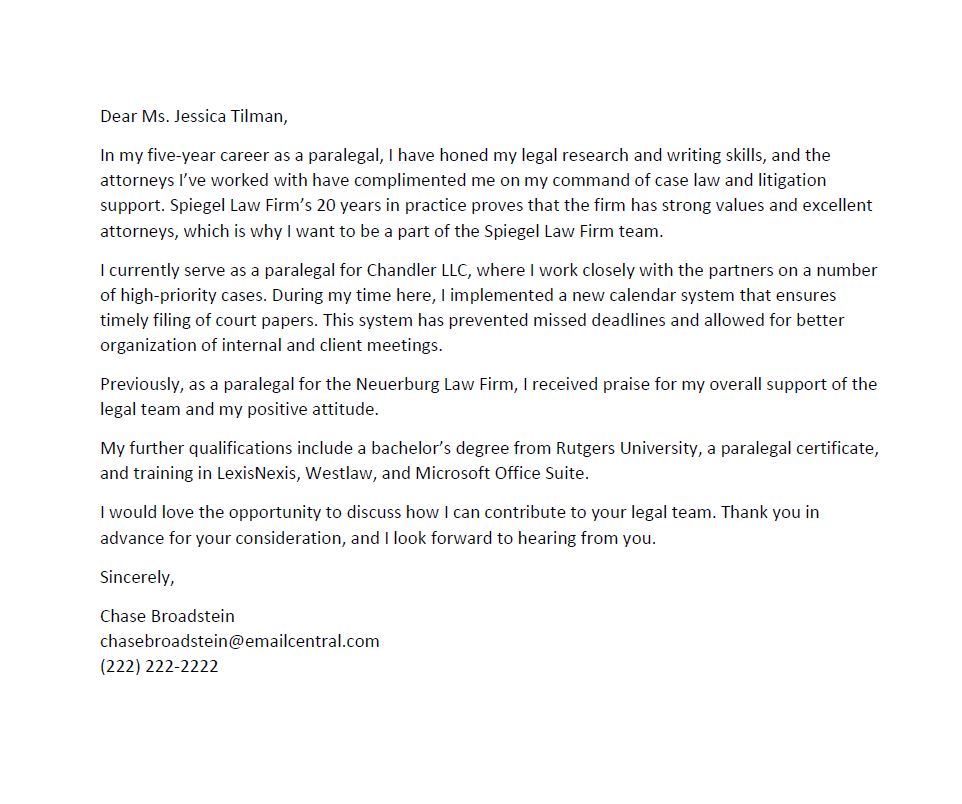 Dear Ms. Jessica Tilman,
In my five-year career as a paralegal, I have honed my legal research and writing skills, and the
attorneys I’ve worked with have complimented me on my command of case law and litigation
support. Spiegel Law Firm’s 20 years in practice proves that the firm has strong values and excellent
attorneys, which is why I want to be a part of the Spiegel Law Firm team.
I currently serve as a paralegal for Chandler LLC, where I work closely with the partners on a number
of high-priority cases. During my time here, I implemented a new calendar system that ensures
timely filing of court papers. This system has prevented missed deadlines and allowed for better
organization of internal and client meetings.
Previously, as a paralegal for the Neuerburg Law Firm, I received praise for my overall support of the
legal team and my positive attitude.
My further qualifications include a bachelor’s degree from Rutgers University, a paralegal certificate,
and training in LexisNexis, Westlaw, and Microsoft Office Suite.
I would love the opportunity to discuss how I can contribute to your legal team. Thank you in
advance for your consideration, and I look forward to hearing from you.
Sincerely,
Chase Broadstein
chasebroadstein@emailcentral.com
(222) 222-2222